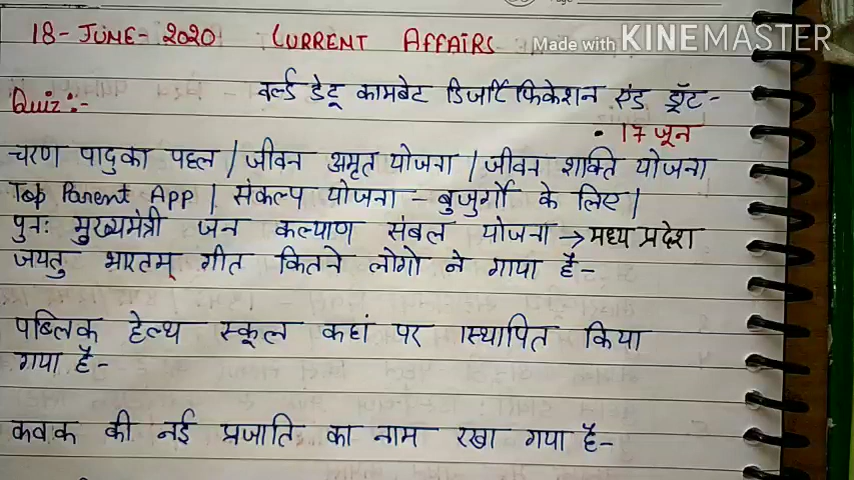 18-JUNE-2020 CURRENT AFFAIRS
Made with KINEMASTER
वर्ल्ड डे टू कामबेट डिजर्टिफिकेशन एंड ड्रॉट-
Quiz:-
• 17 जून
चरण पादुका पहल / जीवन अमृत योजना / जीवन शक्ति योजना
Top Parent App / संकल्प योजना - बुजुर्गो के लिए /
पुनः मुख्यमंत्री जन कल्याण संबल योजना → मध्य प्रदेश
जयतु भारतम् गीत कितने लोगो ने गाया है-
पब्लिक हेल्थ स्कूल कहां पर स्थापित किया
गया है-
कवक की नई प्रजाति का नाम रखा गया है-